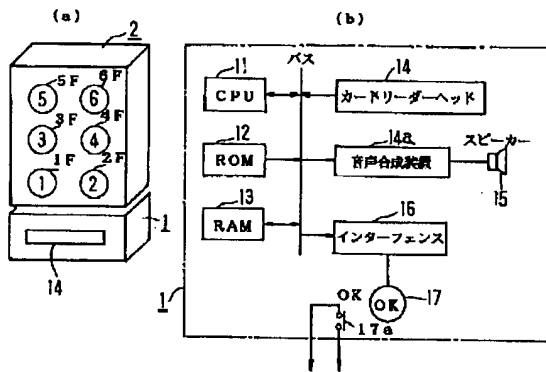 (a)
2
5F
6F
5
6
3F
4F
3
4
1F
2F
1
2
1
14
(b)
バス
11
CPU
14
カードリーダーヘッド
12
ROM
14a
音声合成装置
スピーカー
15
13
RAM
16
インターフェンス
1
OK
OK
17
17a